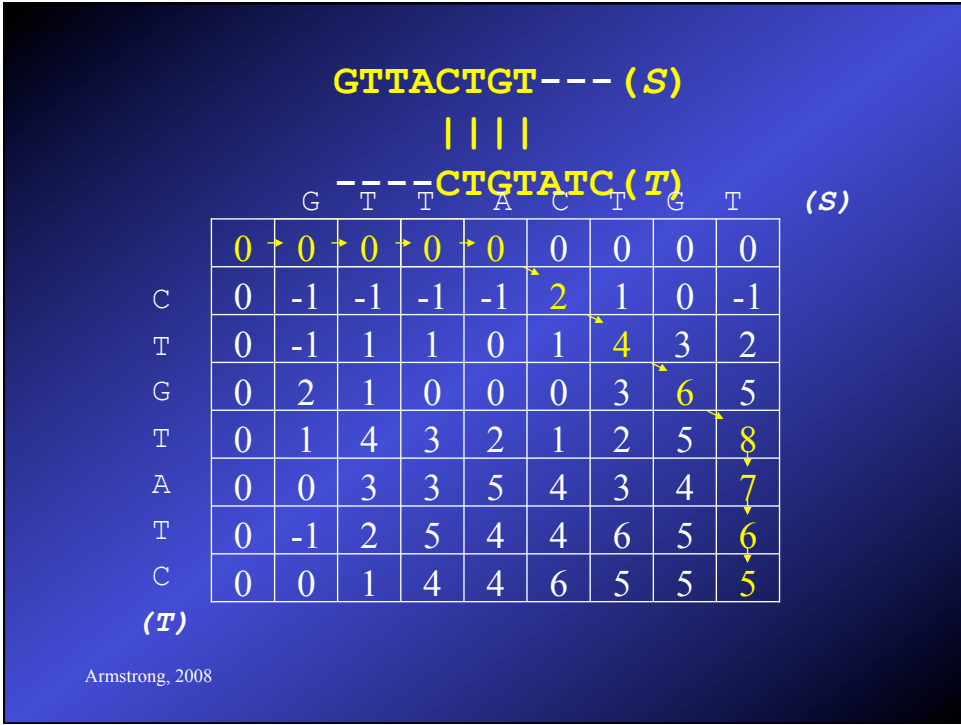 GTTACTGT---(S)
||||
----CTGTATC(T)
G T T A C T G T (S)
0 0 0 0 0 0 0 0 0
C 0 -1 -1 -1 -1 2 1 0 -1
T 0 -1 1 1 0 1 4 3 2
G 0 2 1 0 0 0 3 6 5
T 0 1 4 3 2 1 2 5 8
A 0 0 3 3 5 4 3 4 7
T 0 -1 2 5 4 4 6 5 6
C 0 0 1 4 4 6 5 5 5
(T)
Armstrong, 2008